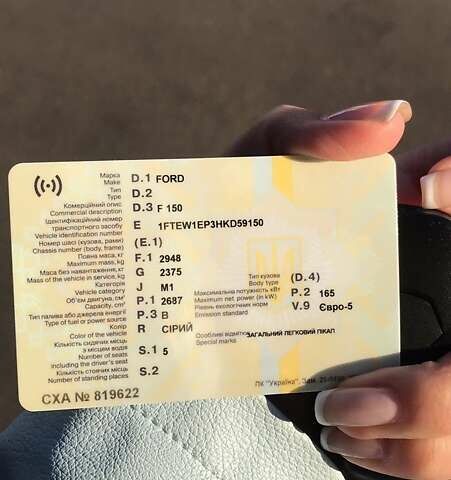 Марка D.1 FORD
Make
Тип D.2
Type
Комерційний опис D.3 F 150
Commercial description
Ідентифікаційний номер
транспортного засобу E 1FTEW1EP3HKD59150
Vehicle identification number
Номер шасі (кузова, рами) (E.1)
Chassis number (body, frame)
Повна маса, кг F.1 2948
Maximum mass, kg
Маса без навантаження, кг G 2375
Mass of the vehicle in service, kg
Категорія J M1
Vehicle category
Об'єм двигуна, см³ P.1 2687
Capacity, cm³
Тип палива або джерела енергії P.3 B
Type of fuel or power source
Колір R СІРИЙ
Color of the vehicle
Кількість сидячих місць
з місцем водія S.1 5
Number of seats
including the driver's seat
Кількість стоячих місць S.2
Number of standing places
Тип кузова (D.4)
Body type
Максимальна потужність кВт P.2 165
Maximum net power (in kW)
Рівень екологічних норм V.9 Євро-5
Emission standard
Особливі відмітки ЗАГАЛЬНИЙ ЛЕГКОВИЙ ПІКАП
Special marks
ПК "Україна",
СХА № 819622